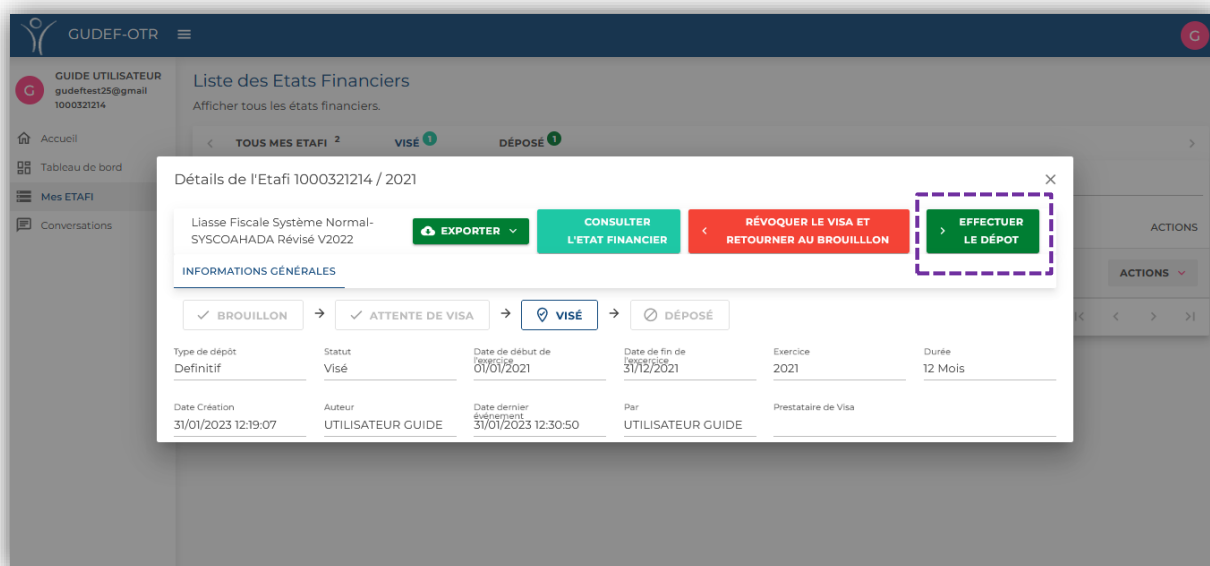 GUDEF-OTR
G
G
GUIDE UTILISATEUR
gudeftest25@gmail
1000321214
Accueil
Tableau de bord
Mes ETAFI
Conversations
Liste des Etats Financiers
Afficher tous les états financiers.
TOUS MES ETAFI 2
VISÉ 1
DÉPOSÉ 1
ACTIONS
ACTIONS
Détails de l'Etafi 1000321214 / 2021
Liasse Fiscale Système Normal-
SYSCOAHADA Révisé V2022
EXPORTER
CONSULTER
L'ETAT FINANCIER
RÉVOQUER LE VISA ET
RETOURNER AU BROUILLLON
EFFECTUER
LE DÉPOT
INFORMATIONS GÉNÉRALES
BROUILLON
ATTENTE DE VISA
VISÉ
DÉPOSÉ
Type de dépôt
Definitif
Statut
Visé
Date de début de
l'exercice
01/01/2021
Date de fin de
l'excercice
31/12/2021
Exercice
2021
Durée
12 Mois
Date Création
31/01/2023 12:19:07
Auteur
UTILISATEUR GUIDE
Date dernier
événement
31/01/2023 12:30:50
Par
UTILISATEUR GUIDE
Prestataire de Visa